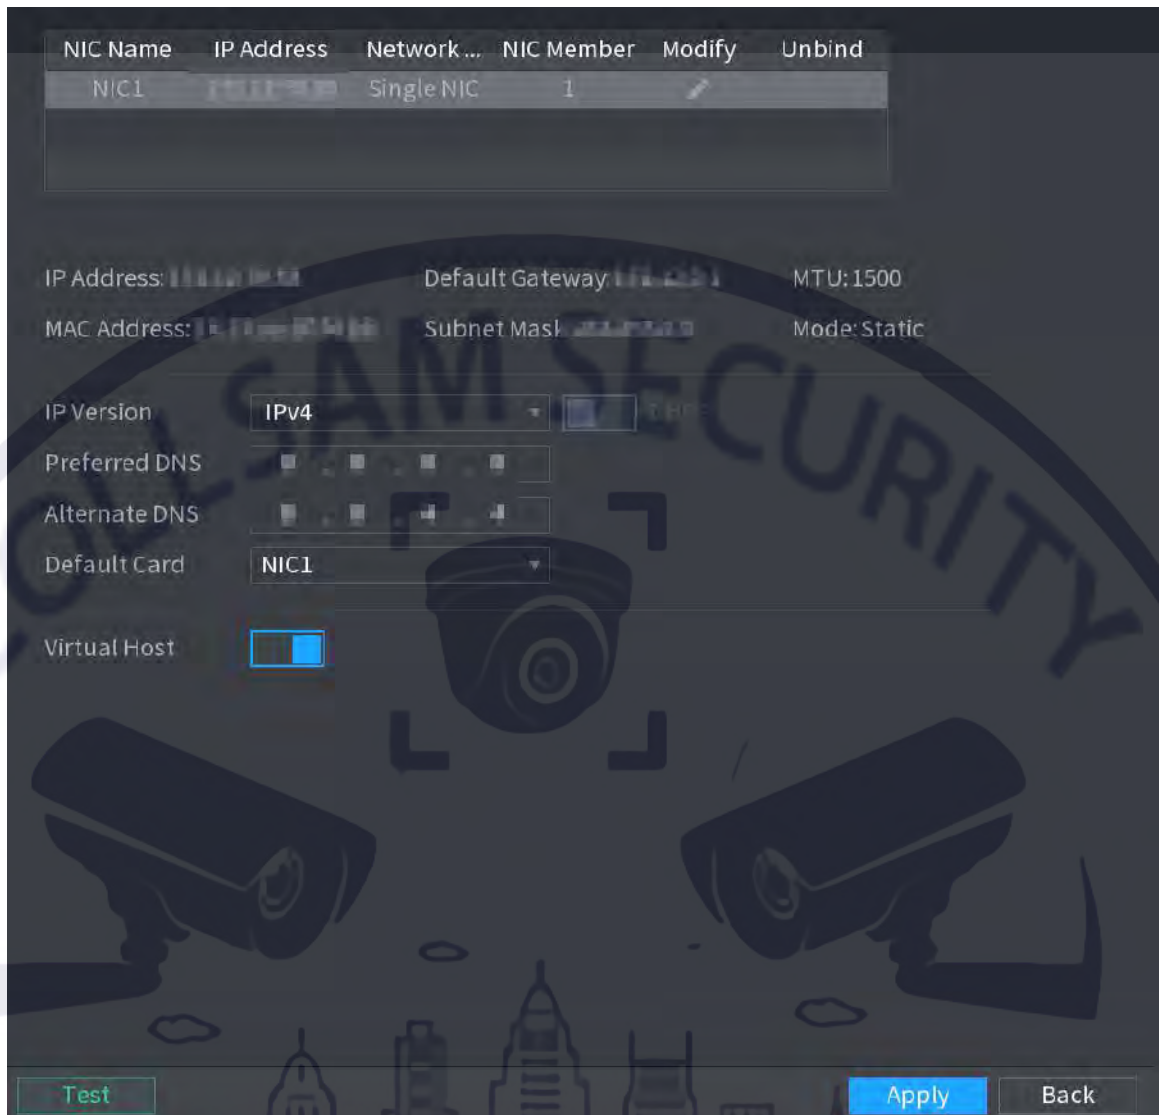 NIC Name IP Address Network ... NIC Member Modify Unbind
NIC1 Single NIC 1
IP Address: Default Gateway: MTU: 1500
MAC Address: Subnet Mask Mode: Static
IP Version IPv4
Preferred DNS
Alternate DNS
Default Card NIC1
Virtual Host
COLLSAM SECURITY
Test Apply Back